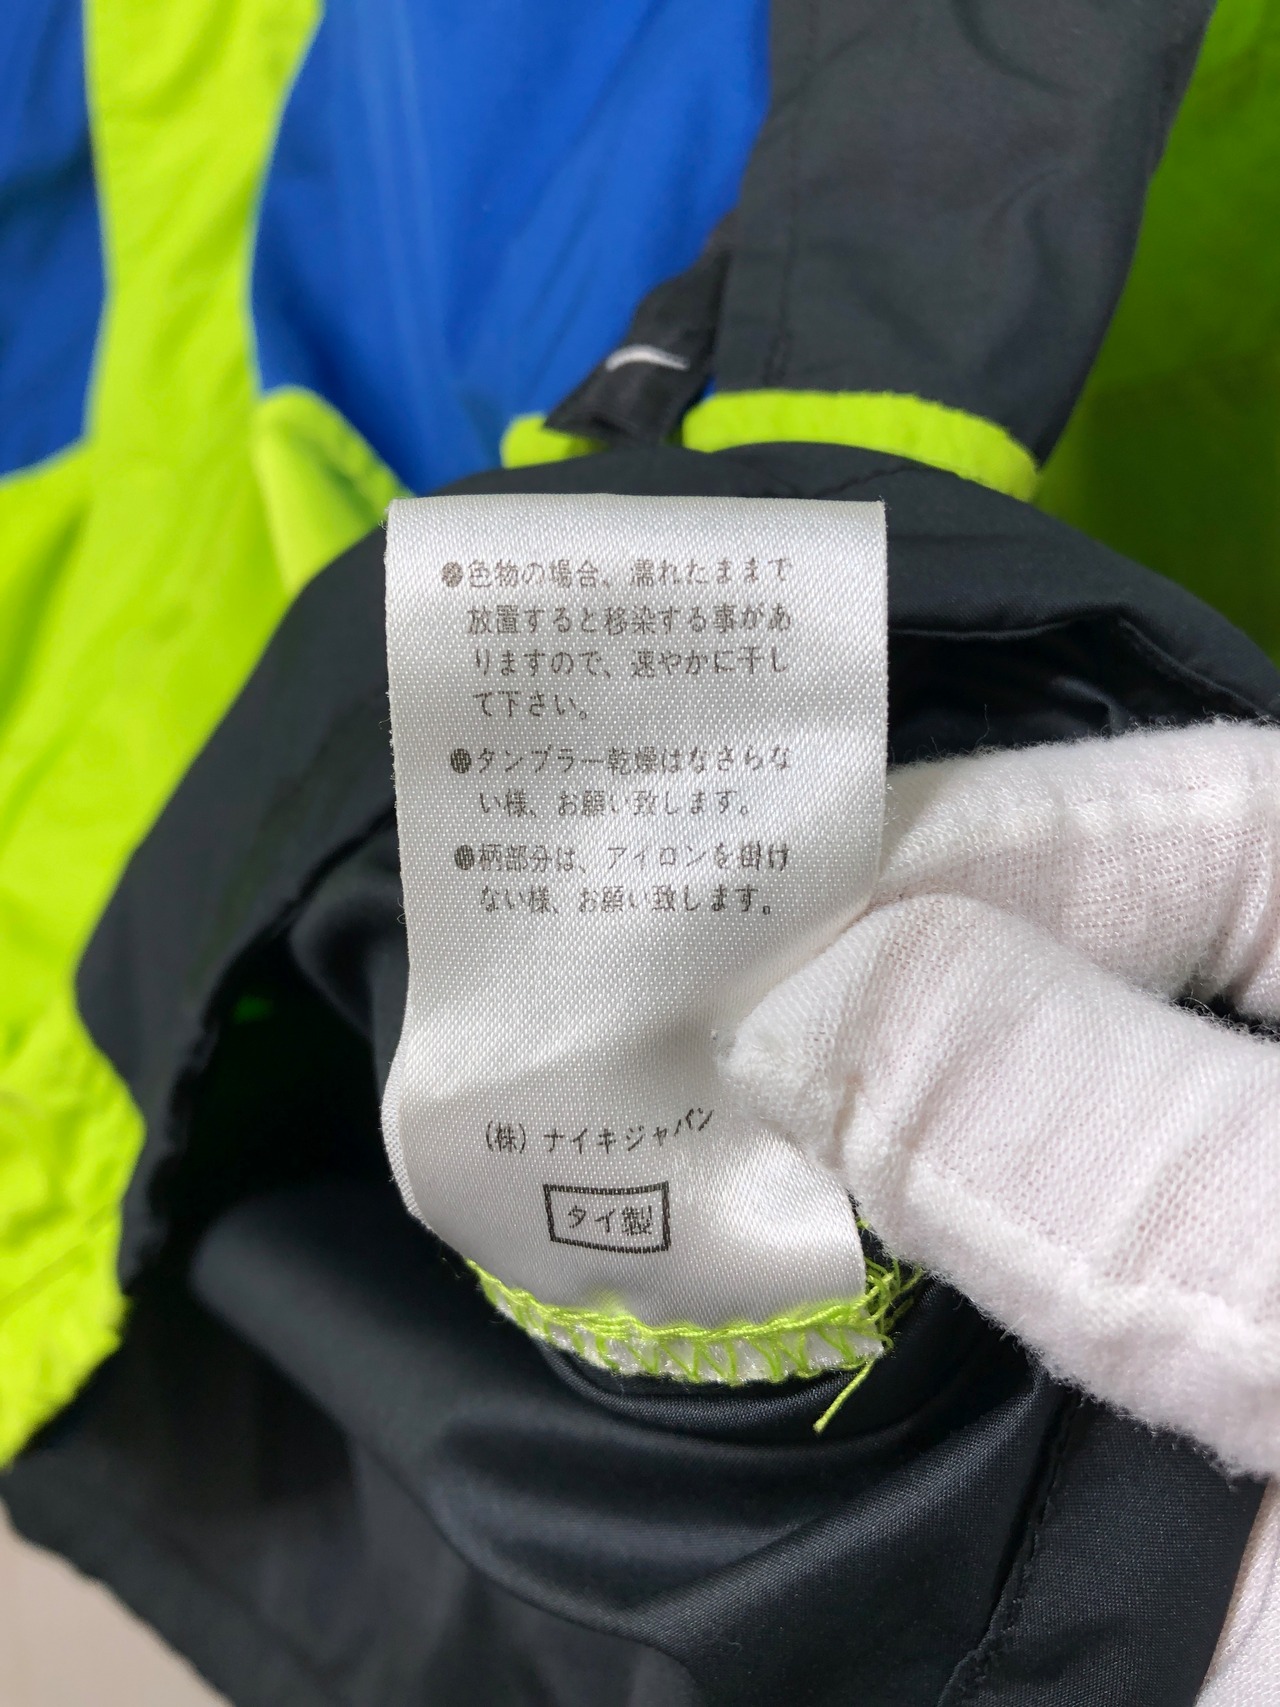 ●色物の場合、濡れたままで
放置すると移染する事があ
りますので、速やかに干し
て下さい。
●タンブラー乾燥はなさらな
い様、お願い致します。
●柄部分は、アイロンを掛け
ない様、お願い致します。
(株)ナイキジャパン
タイ製